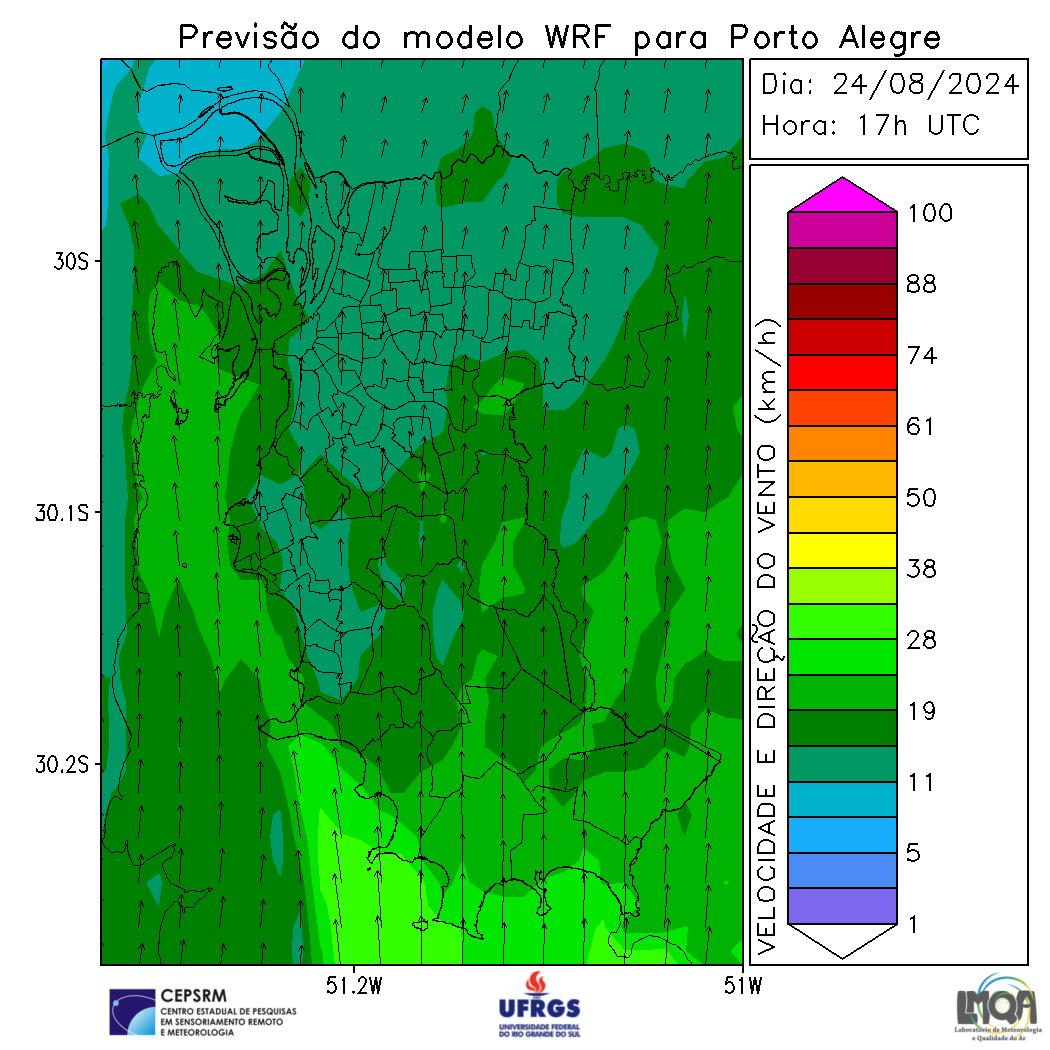 Previsão do modelo WRF para Porto Alegre
Dia: 24/08/2024
Hora: 17h UTC
30S
30.1S
30.2S
51.2W
51W
VELOCIDADE E DIREÇÃO DO VENTO (km/h)
100
88
74
61
50
38
28
19
11
5
1
CEPSRM
CENTRO ESTADUAL DE PESQUISAS
EM SENSORIAMENTO REMOTO
E METEOROLOGIA
UFRGS
UNIVERSIDADE FEDERAL
DO RIO GRANDE DO SUL
LMQA
Laboratório de Meteorologia
e Qualidade do Ar